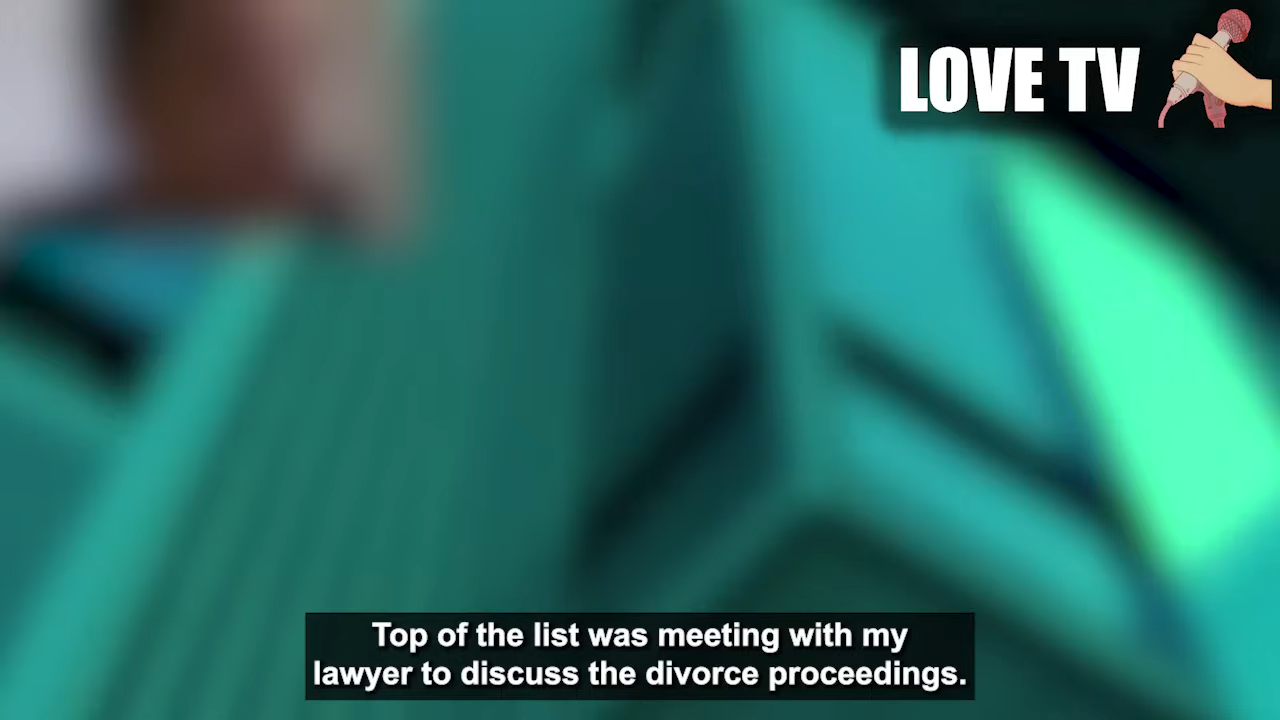 LOVE TV
Top of the list was meeting with my
lawyer to discuss the divorce proceedings.